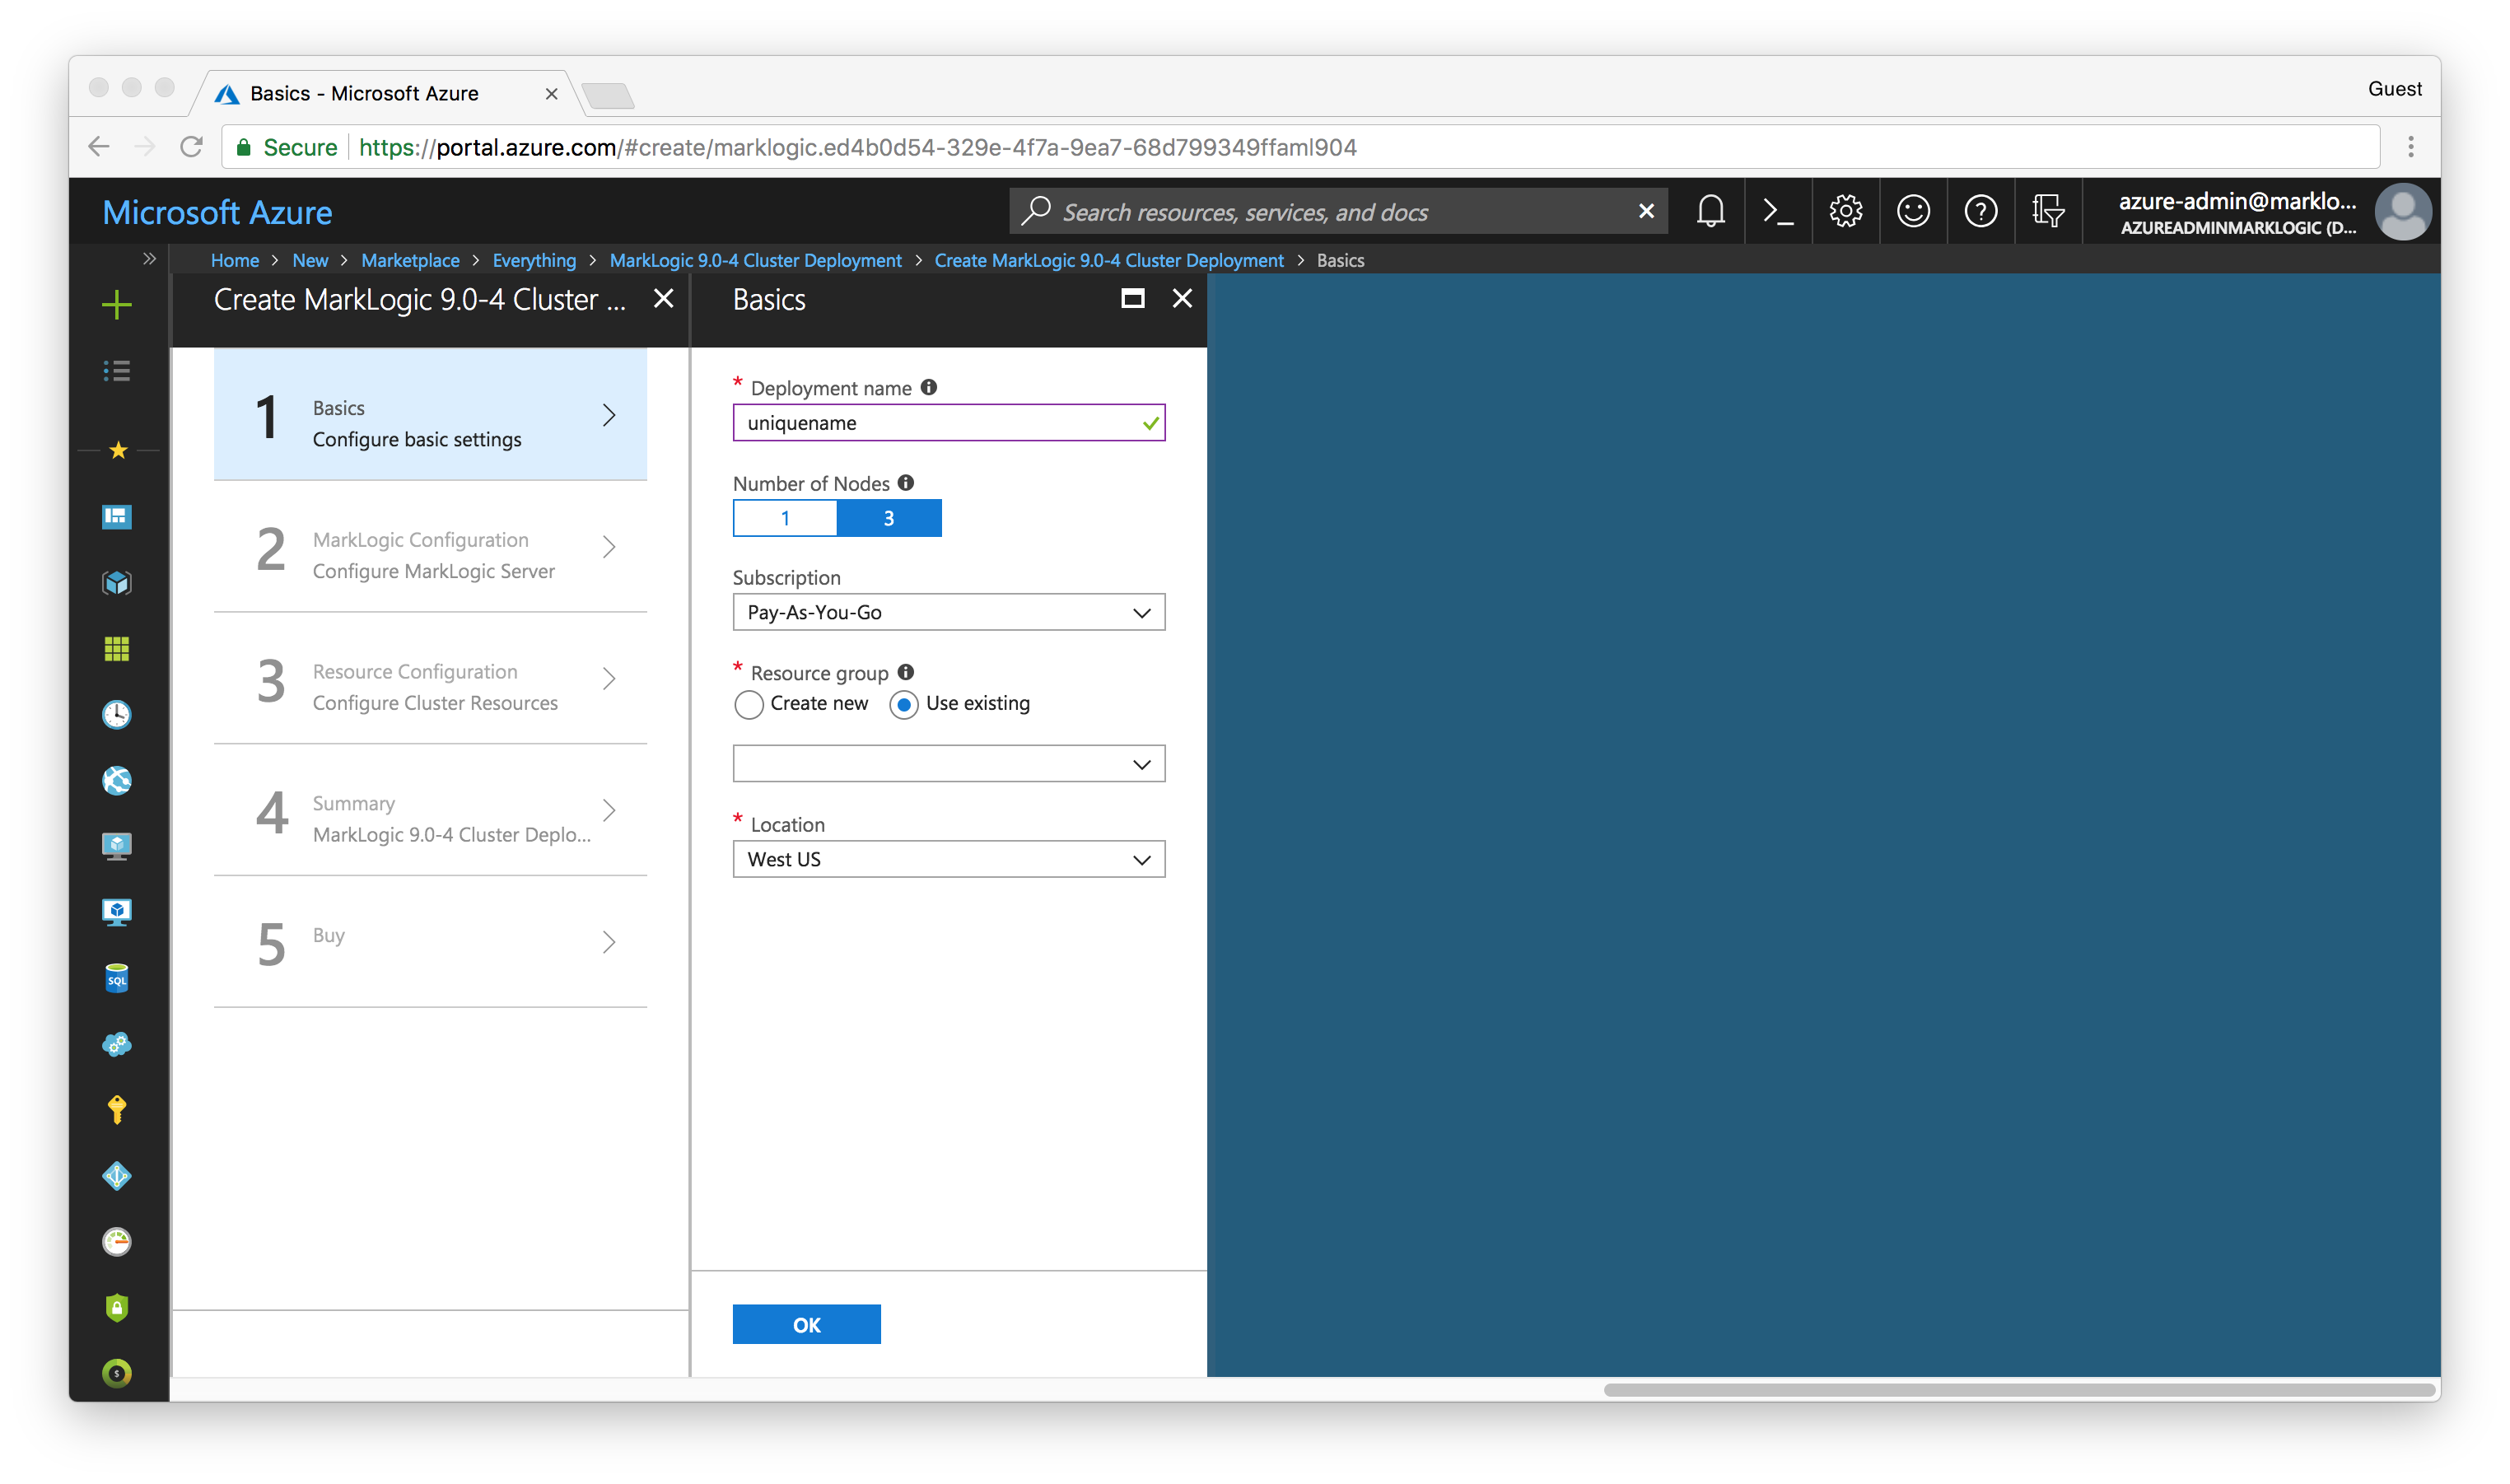 Basics - Microsoft Azure
Guest
Secure https://portal.azure.com/#create/marklogic.ed4b0d54-329e-4f7a-9ea7-68d799349ffaml904
Microsoft Azure
Search resources, services, and docs
azure-admin@marklo...
AZUREADMINMARKLOGIC (D...
Home > New > Marketplace > Everything > MarkLogic 9.0-4 Cluster Deployment > Create MarkLogic 9.0-4 Cluster Deployment > Basics
Create MarkLogic 9.0-4 Cluster ...
1
Basics
Configure basic settings
2
MarkLogic Configuration
Configure MarkLogic Server
3
Resource Configuration
Configure Cluster Resources
4
Summary
MarkLogic 9.0-4 Cluster Deplo...
5
Buy
Basics
* Deployment name
uniquename
Number of Nodes
1 3
Subscription
Pay-As-You-Go
* Resource group
Create new Use existing
* Location
West US
OK
SQL